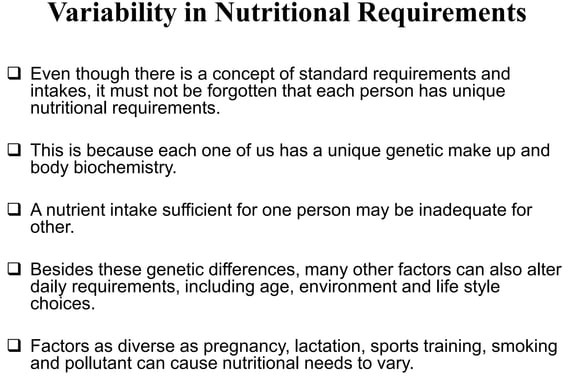 Variability in Nutritional Requirements
❑ Even though there is a concept of standard requirements and
intakes, it must not be forgotten that each person has unique
nutritional requirements.
❑ This is because each one of us has a unique genetic make up and
body biochemistry.
❑ A nutrient intake sufficient for one person may be inadequate for
other.
❑ Besides these genetic differences, many other factors can also alter
daily requirements, including age, environment and life style
choices.
❑ Factors as diverse as pregnancy, lactation, sports training, smoking
and pollutant can cause nutritional needs to vary.